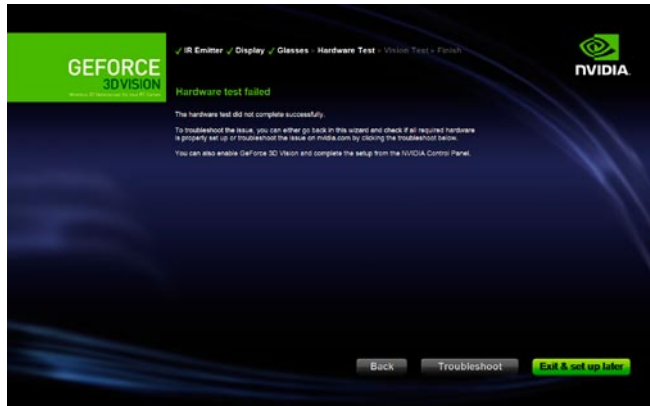 GEFORCE
3D VISION
✓ IR Emitter ✓ Display ✓ Glasses › Hardware Test › Vision Test › Finish
NVIDIA.
Hardware test failed
The hardware test did not complete successfully.
To troubleshoot the issue, you can either go back in this wizard and check if all required hardware
is properly set up or troubleshoot the issue on nvidia.com by clicking the troubleshoot below.
You can also enable GeForce 3D Vision and complete the setup from the NVIDIA Control Panel.
Back
Troubleshoot
Exit & set up later